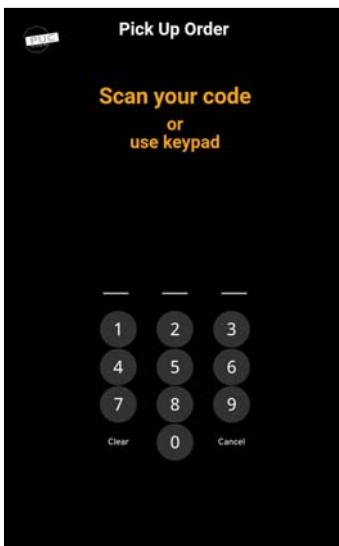 PUC
Pick Up Order
Scan your code
or
use keypad
1 2 3
4 5 6
7 8 9
Clear 0 Cancel